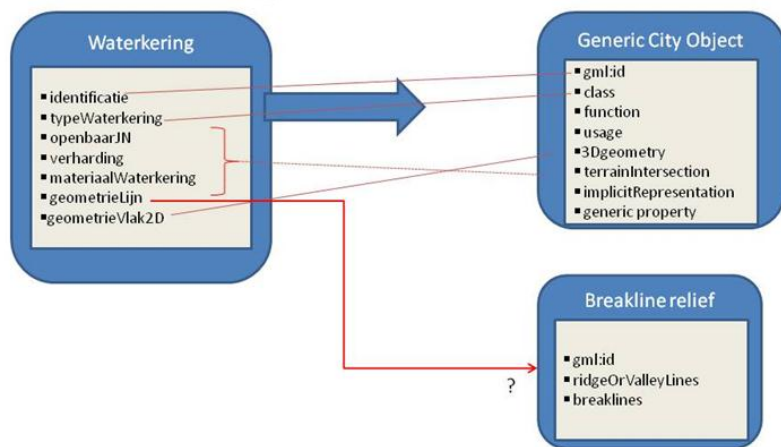 Waterkering
identificatie
typeWaterkering
openbaarJN
verharding
materiaalWaterkering
geometrieLijn
geometrieVlak2D
Generic City Object
gml:id
class
function
usage
3Dgeometry
terrainIntersection
implicitRepresentation
generic property
Breakline relief
gml:id
ridgeOrValleyLines
breaklines
?